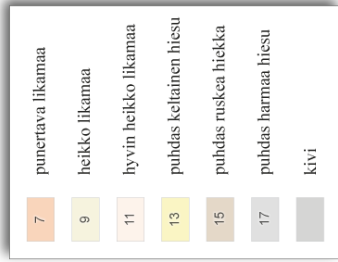 7 punertava likamaa
9 heikko likamaa
11 hyvin heikko likamaa
13 puhdas keltainen hiesu
15 puhdas ruskea hiekka
17 puhdas harmaa hiesu
kivi